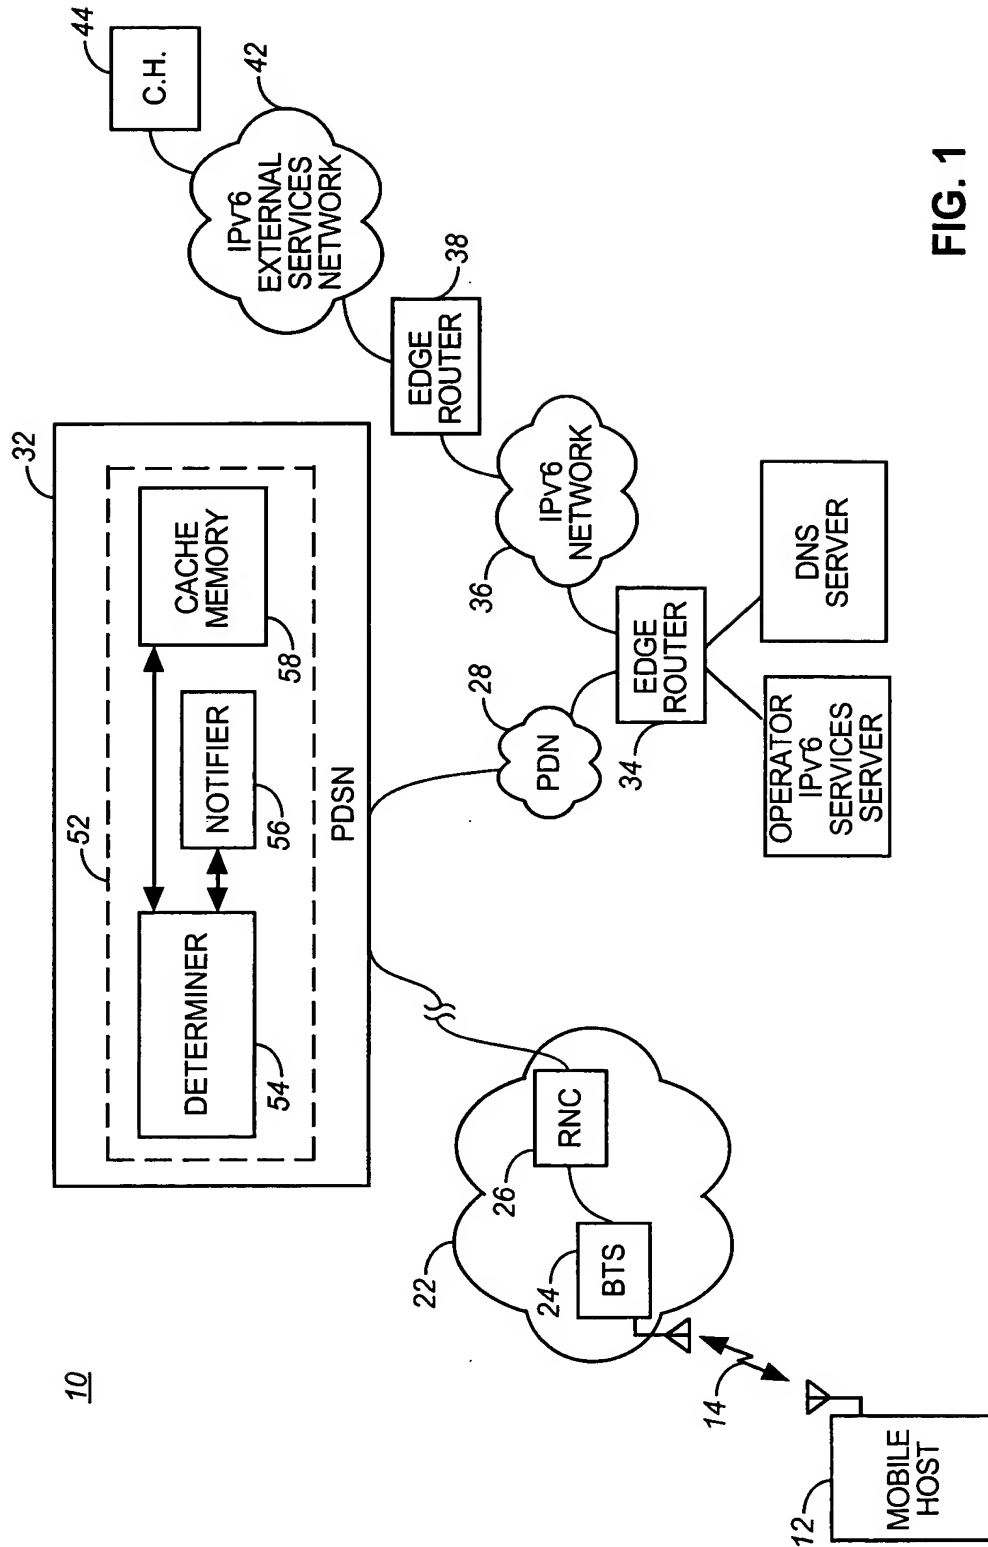 10
32
52
DETERMINER
54
NOTIFIER
56
CACHE
MEMORY
58
PDSN
44
C.H.
42
IPv6
EXTERNAL
SERVICES
NETWORK
38
EDGE
ROUTER
36
IPv6
NETWORK
28
PDN
34
EDGE
ROUTER
OPERATOR
IPv6
SERVICES
SERVER
DNS
SERVER
22
26
RNC
24
BTS
14
12
MOBILE
HOST
FIG. 1